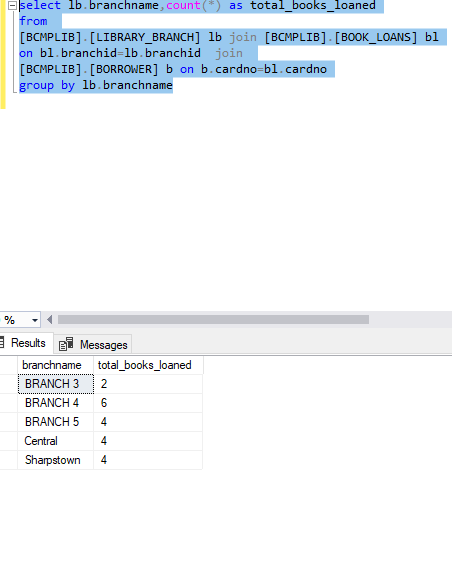 select lb.branchname,count(*) as total_books_loaned
from
[BCMPLIB].[LIBRARY_BRANCH] lb join [BCMPLIB].[BOOK_LOANS] bl
on bl.branchid=lb.branchid  join
[BCMPLIB].[BORROWER] b on b.cardno=bl.cardno
group by lb.branchname
%
Results Messages
branchname total_books_loaned
BRANCH 3 2
BRANCH 4 6
BRANCH 5 4
Central 4
Sharpstown 4